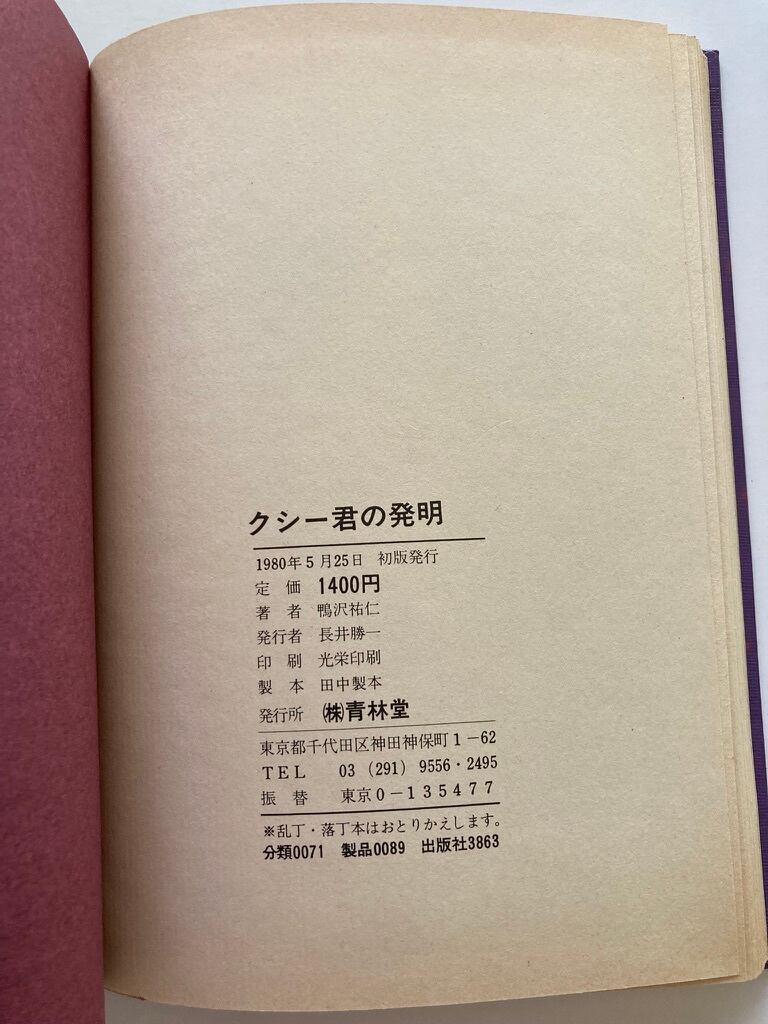 クシー君の発明
1980年5月25日 初版発行
定 価 1400円
著 者 鴨沢祐仁
発行者 長井勝一
印 刷 光栄印刷
製 本 田中製本
発行所 ㈱青林堂
東京都千代田区神田神保町1-62
TEL 03 (291) 9556・2495
振 替 東京0-135477
※乱丁・落丁本はおとりかえします。
分類0071 製品0089 出版社3863